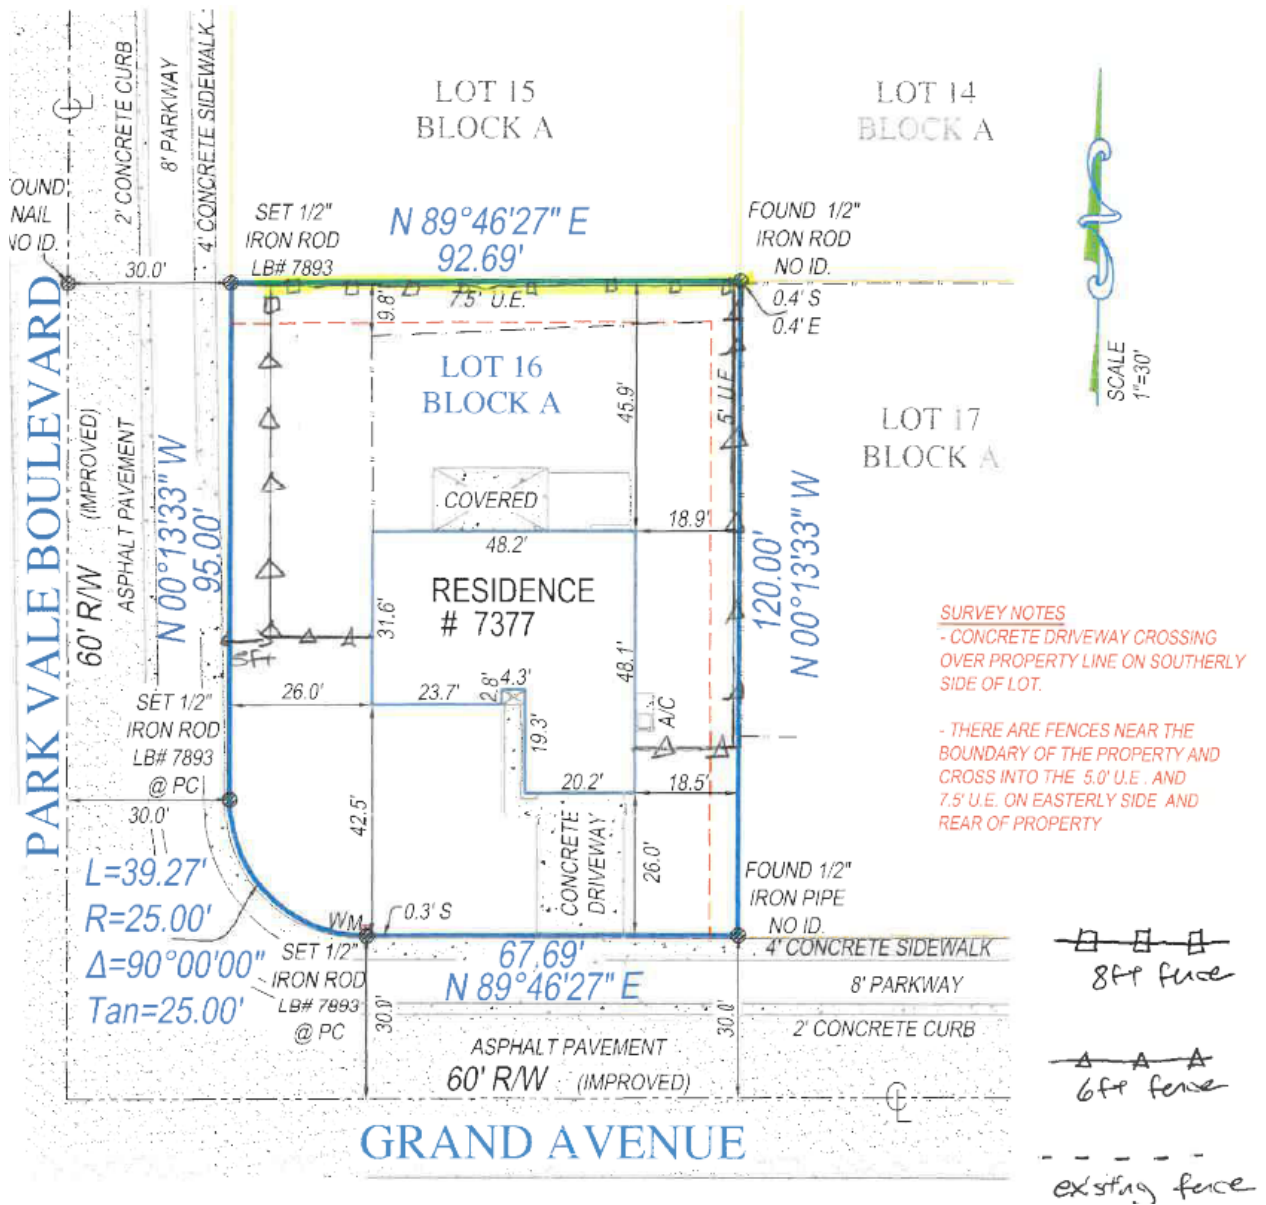 2' CONCRETE CURB
8' PARKWAY
4' CONCRETE SIDEWALK
LOT 15
BLOCK A
LOT 14
BLOCK A
OUND
NAIL
NO ID.
30.0'
SET 1/2"
IRON ROD
LB# 7893
N 89°46'27" E
92.69'
FOUND 1/2"
IRON ROD
NO ID.
0.4' S
0.4' E
SCALE
1"=30'
7.5' U.E.
9.8'
LOT 16
BLOCK A
45.9'
5' U.E.
LOT 17
BLOCK A
PARK VALE BOULEVARD
60' R/W (IMPROVED)
ASPHALT PAVEMENT
N 00°13'33" W
95.00'
COVERED
48.2'
18.9'
RESIDENCE
# 7377
31.6'
48.1'
120.00'
N 00°13'33" W
5ft
26.0'
23.7'
2.8'
4.3'
19.3'
A/C
20.2'
18.5'
SURVEY NOTES
- CONCRETE DRIVEWAY CROSSING
OVER PROPERTY LINE ON SOUTHERLY
SIDE OF LOT.
- THERE ARE FENCES NEAR THE
BOUNDARY OF THE PROPERTY AND
CROSS INTO THE 5.0' U.E. AND
7.5' U.E. ON EASTERLY SIDE AND
REAR OF PROPERTY
SET 1/2"
IRON ROD
LB# 7893
@ PC
30.0'
42.5'
CONCRETE
DRIVEWAY
26.0'
L=39.27'
R=25.00'
Δ=90°00'00"
Tan=25.00'
WM
0.3' S
FOUND 1/2"
IRON PIPE
NO ID.
SET 1/2"
IRON ROD
LB# 7893
@ PC
67.69'
N 89°46'27" E
4' CONCRETE SIDEWALK
8' PARKWAY
2' CONCRETE CURB
30.0'
30.0'
ASPHALT PAVEMENT
60' R/W (IMPROVED)
GRAND AVENUE
8ft fence
6ft fence
existing fence